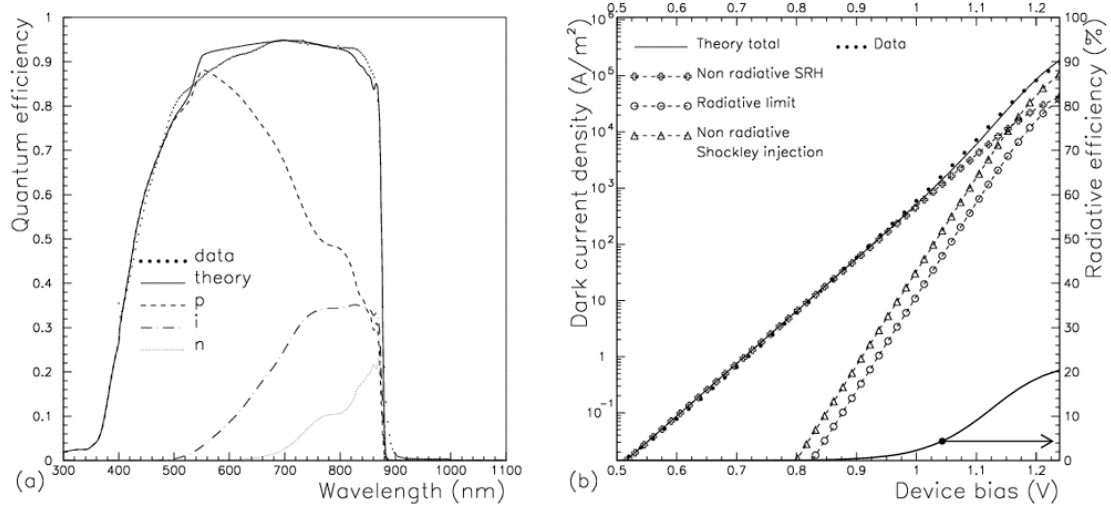 1
0.9
0.8
0.7
0.6
0.5
0.4
0.3
0.2
0.1
0
Quantum efficiency
data
theory
p
i
n
300 400 500 600 700 800 900 1000 1100
(a)
Wavelength (nm)
0.5 0.6 0.7 0.8 0.9 1 1.1 1.2
10^6
10^5
10^4
10^3
10^2
10
1
10^-1
Dark current density (A/m^2)
Theory total
Data
Non radiative SRH
Radiative limit
Non radiative
Shockley injection
100
90
80
70
60
50
40
30
20
10
0
Radiative efficiency (%)
0.5 0.6 0.7 0.8 0.9 1 1.1 1.2
(b)
Device bias (V)